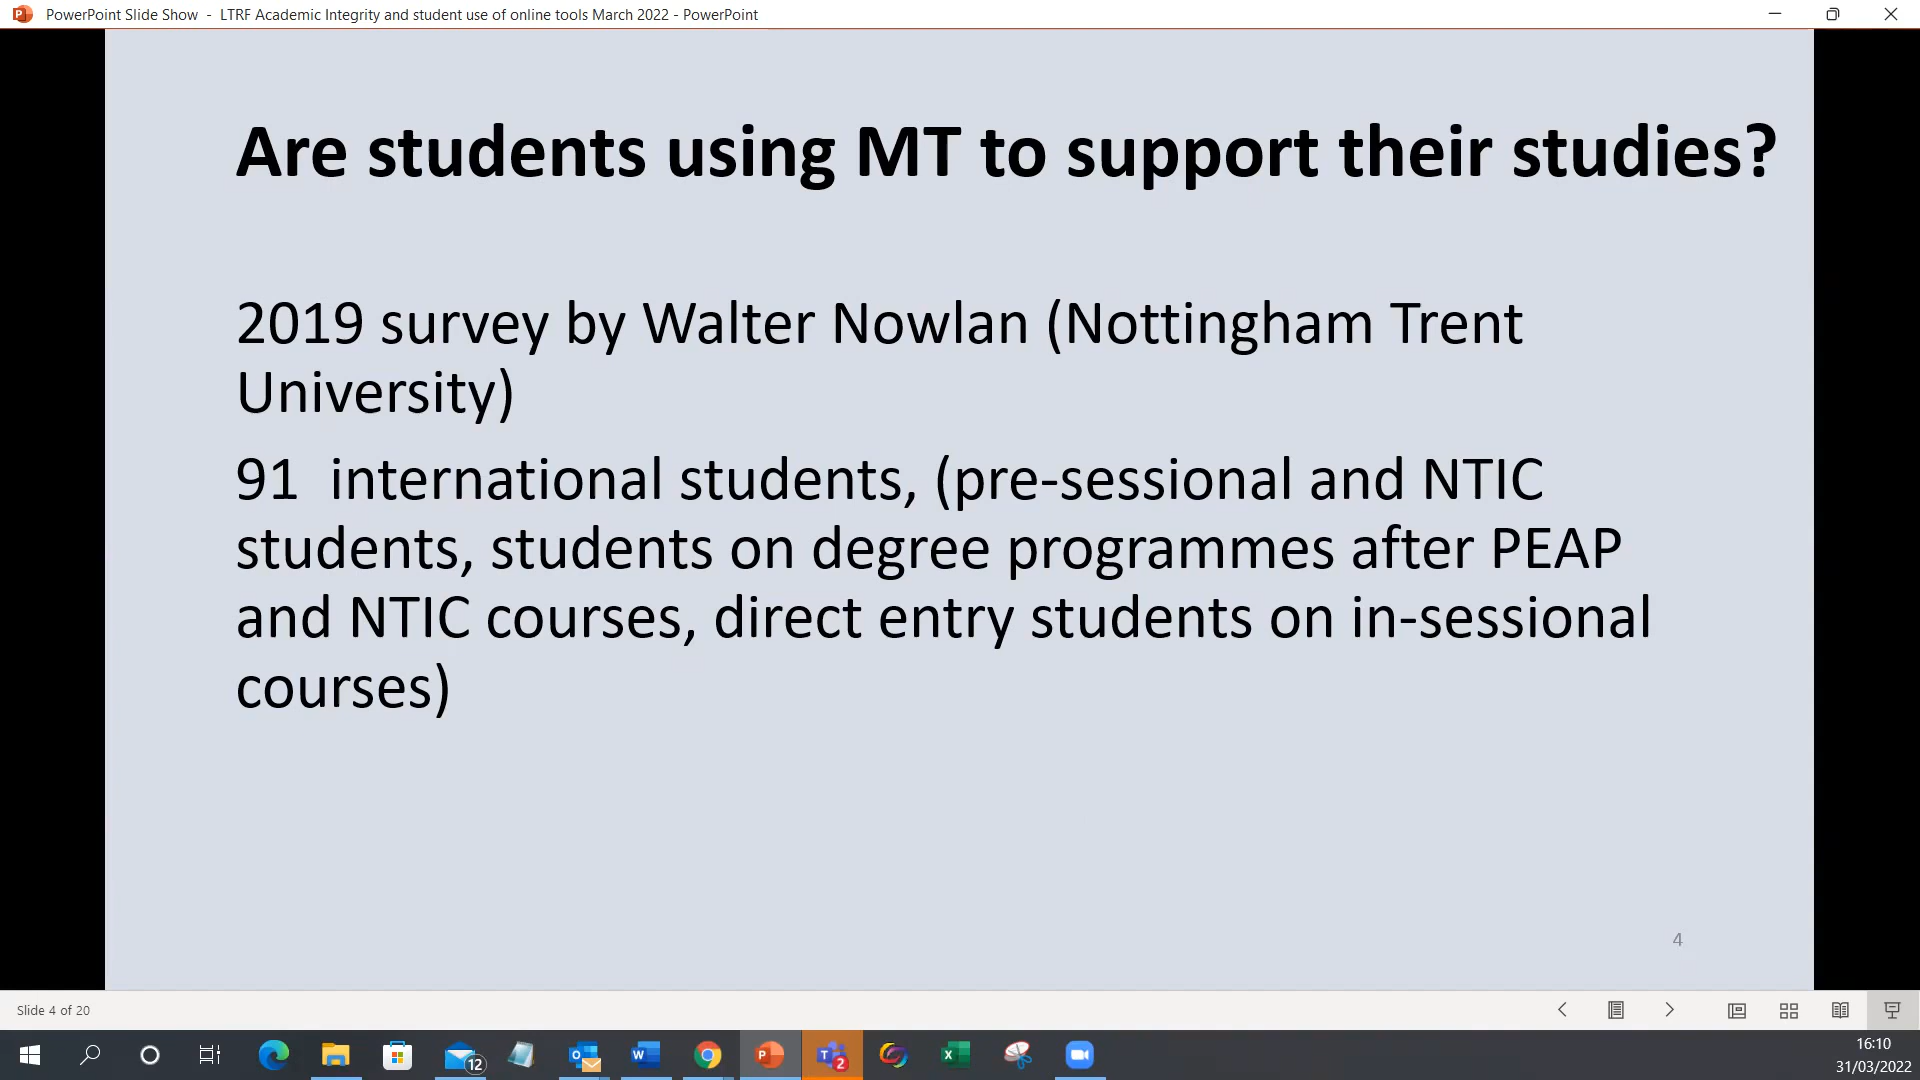 PowerPoint Slide Show - LTRF Academic Integrity and student use of online tools March 2022 - PowerPoint
Are students using MT to support their studies?
2019 survey by Walter Nowlan (Nottingham Trent
University)
91 international students, (pre-sessional and NTIC
students, students on degree programmes after PEAP
and NTIC courses, direct entry students on in-sessional
courses)
4
Slide 4 of 20
12
2
16:10
31/03/2022